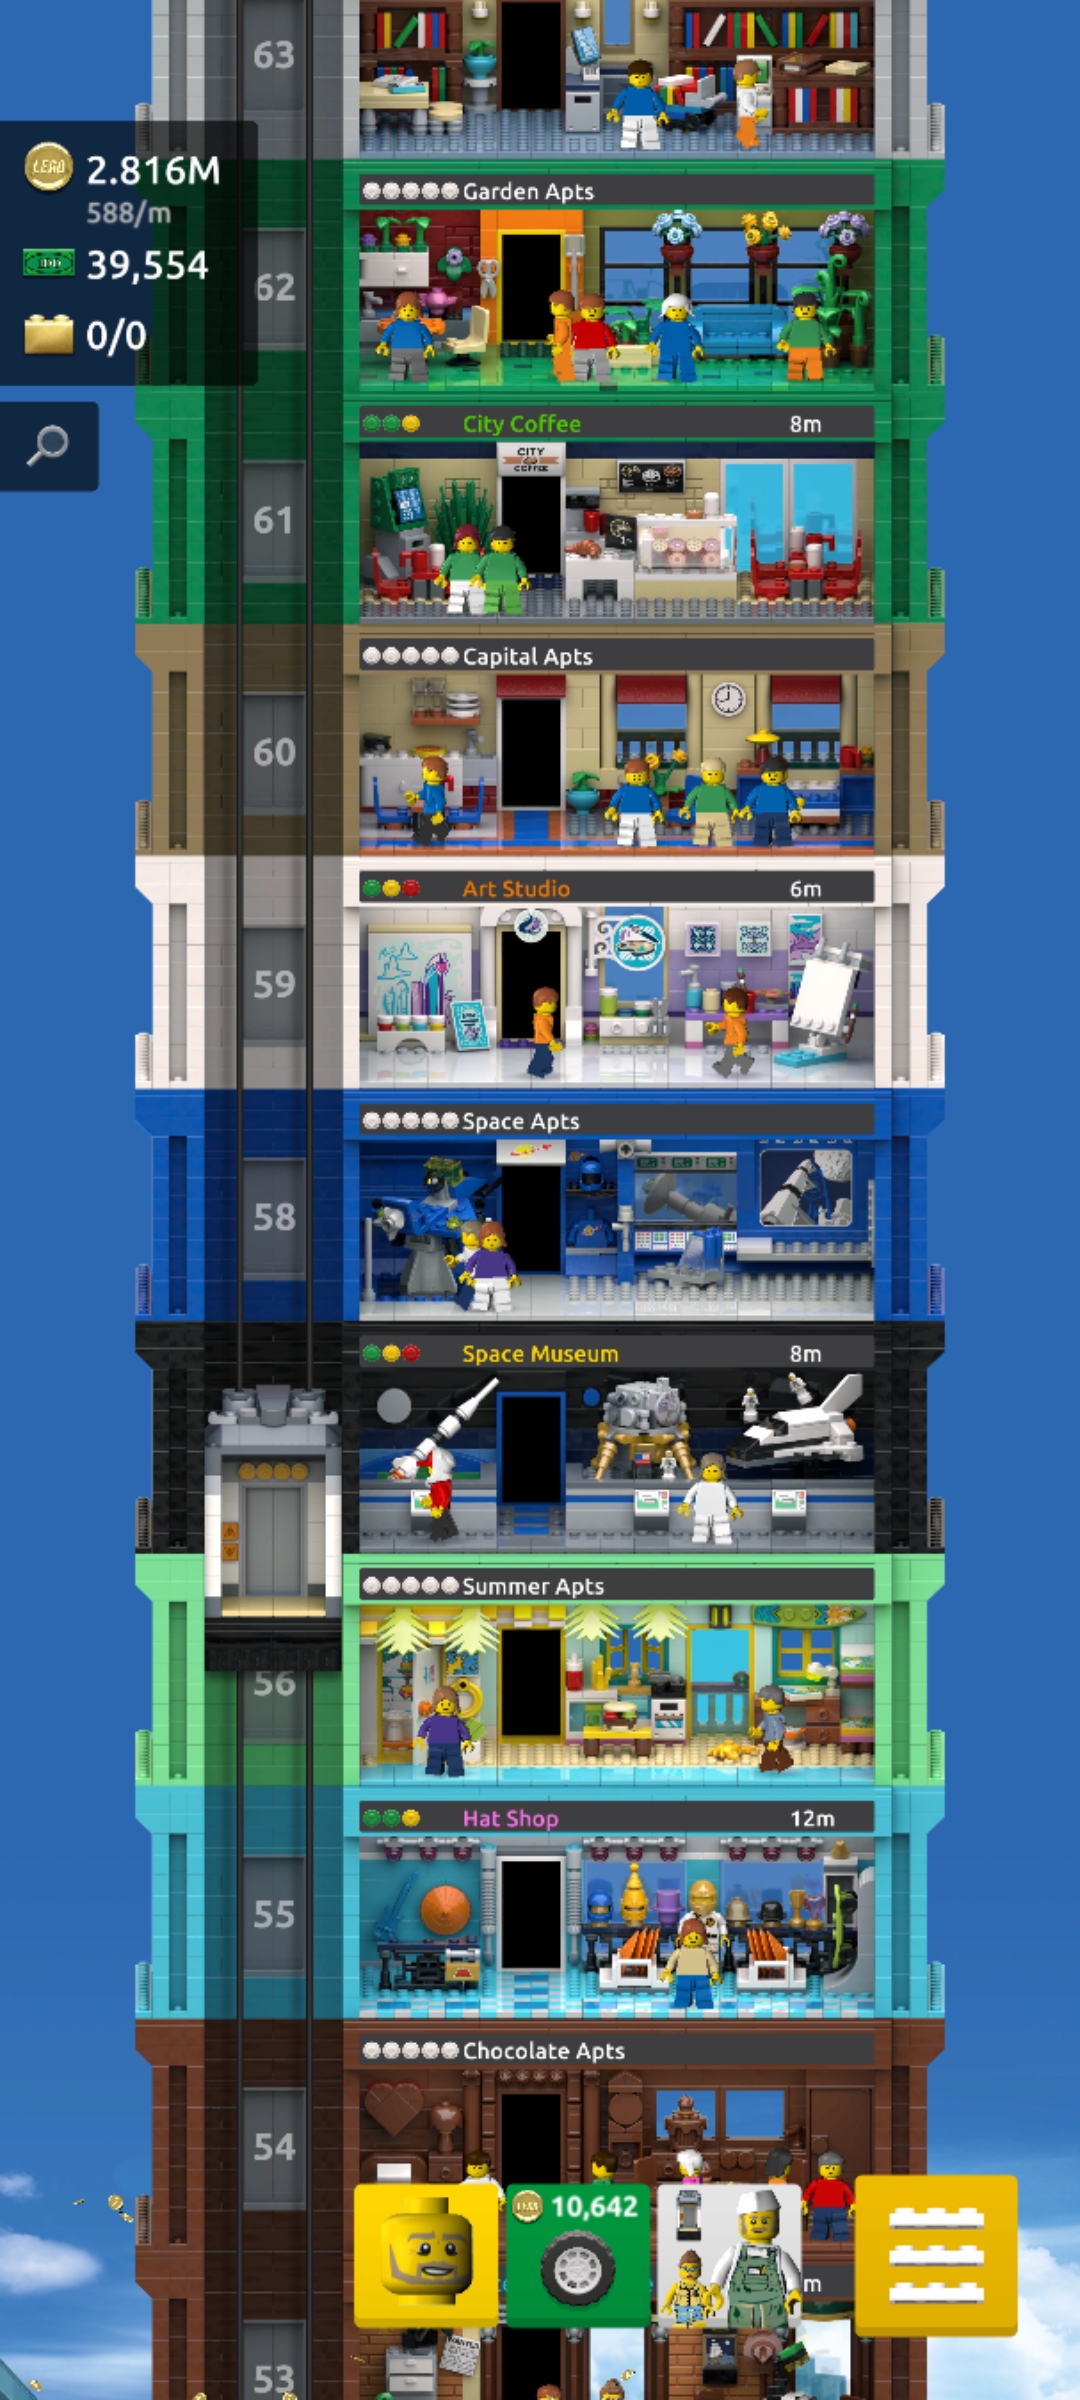 63
LEGO 2.816M
588/m
39,554
0/0
Garden Apts
62
City Coffee 8m
CITY
COFFEE
61
Capital Apts
60
Art Studio 6m
59
Space Apts
58
Space Museum 8m
Summer Apts
56
Hat Shop 12m
55
Chocolate Apts
54
10,642
m
WANTED
53